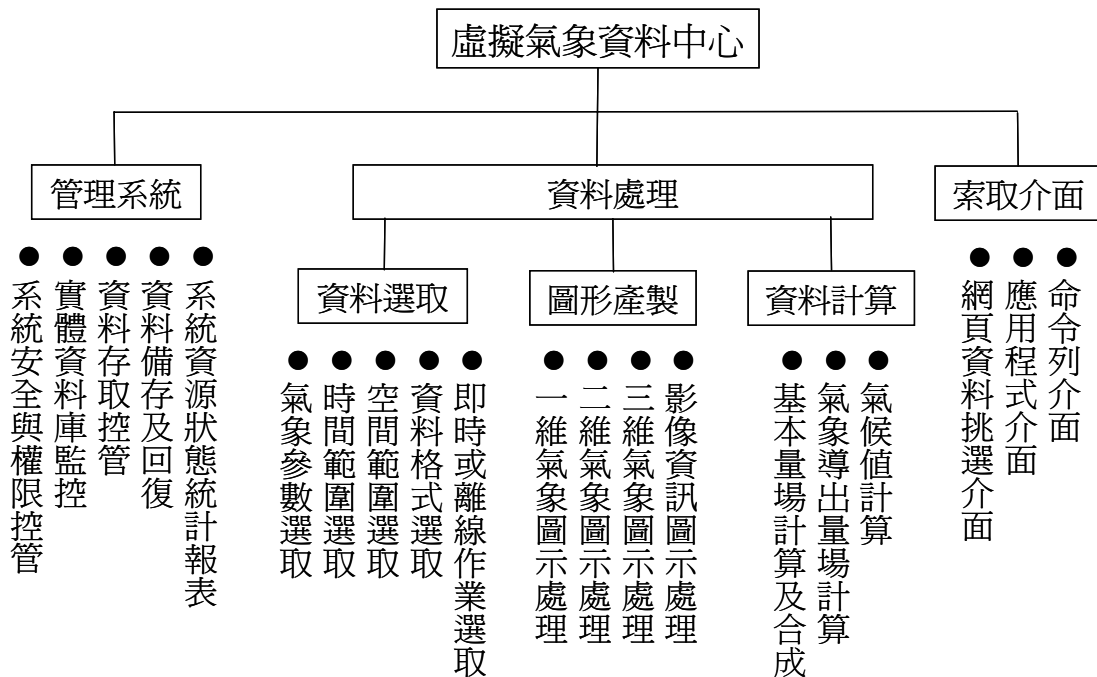 虛擬氣象資料中心
管理系統
資料處理
索取介面
● 系統安全與權限控管
● 實體資料庫監控
● 資料存取控管
● 資料備存及回復
● 系統資源狀態統計報表
資料選取
● 氣象參數選取
● 時間範圍選取
● 空間範圍選取
● 資料格式選取
● 即時或離線作業選取
圖形產製
● 一維氣象圖示處理
● 二維氣象圖示處理
● 三維氣象圖示處理
● 影像資訊圖示處理
資料計算
● 基本量場計算及合成
● 氣象導出量場計算
● 氣候值計算
● 網頁資料挑選介面
● 應用程式介面
● 命令列介面